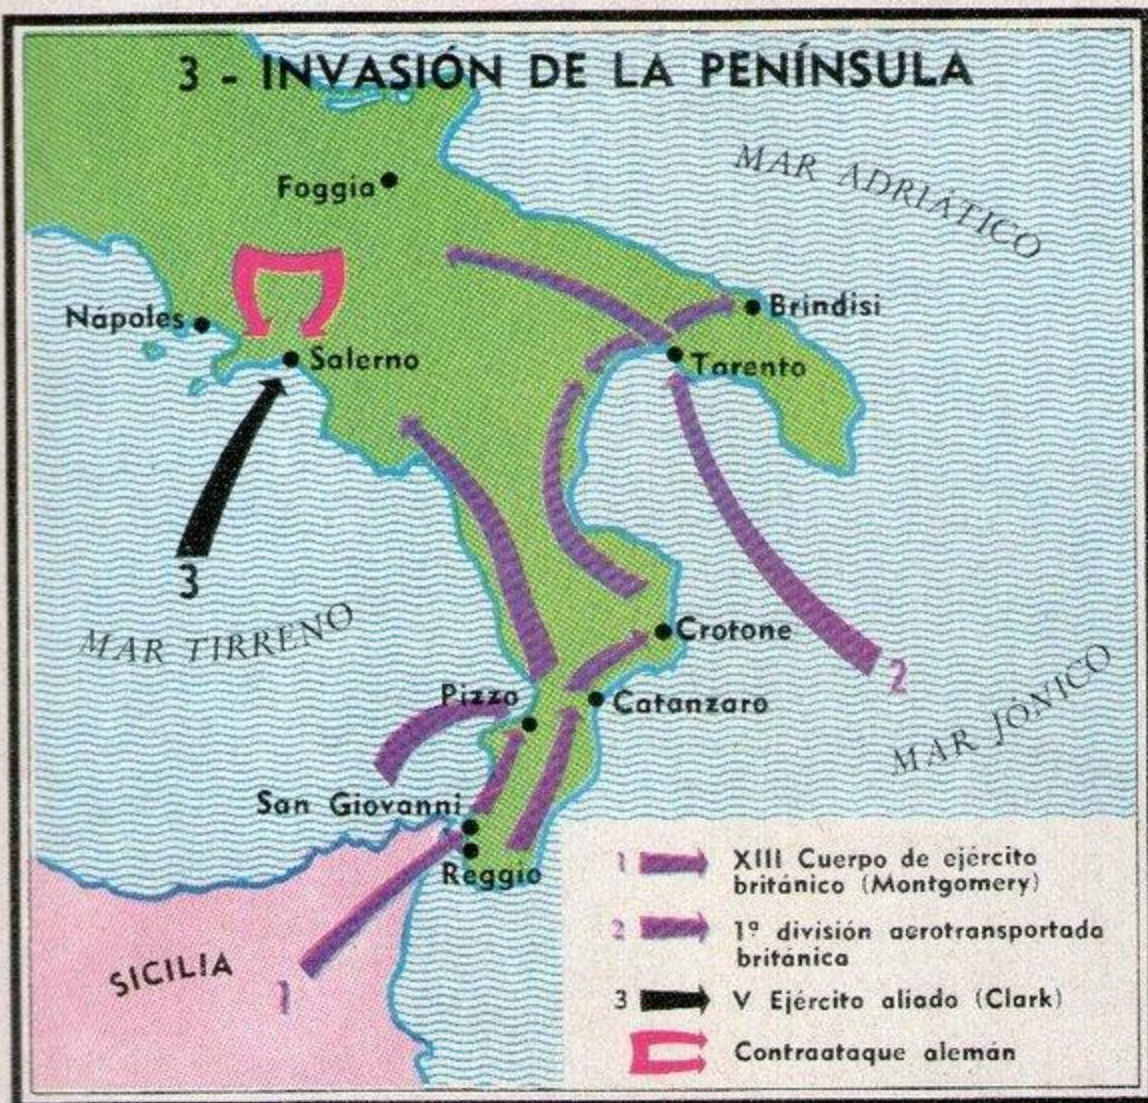 3 - INVASIÓN DE LA PENÍNSULA
MAR ADRIÁTICO
Foggia
Nápoles
Brindisi
Salerno
Tarento
3
MAR TIRRENO
Crotone
2
Pizzo
Catanzaro
MAR JÓNICO
San Giovanni
Reggio
SICILIA
1
1 XIII Cuerpo de ejército
británico (Montgomery)
2 1ª división aerotransportada
británica
3 V Ejército aliado (Clark)
Contraataque alemán